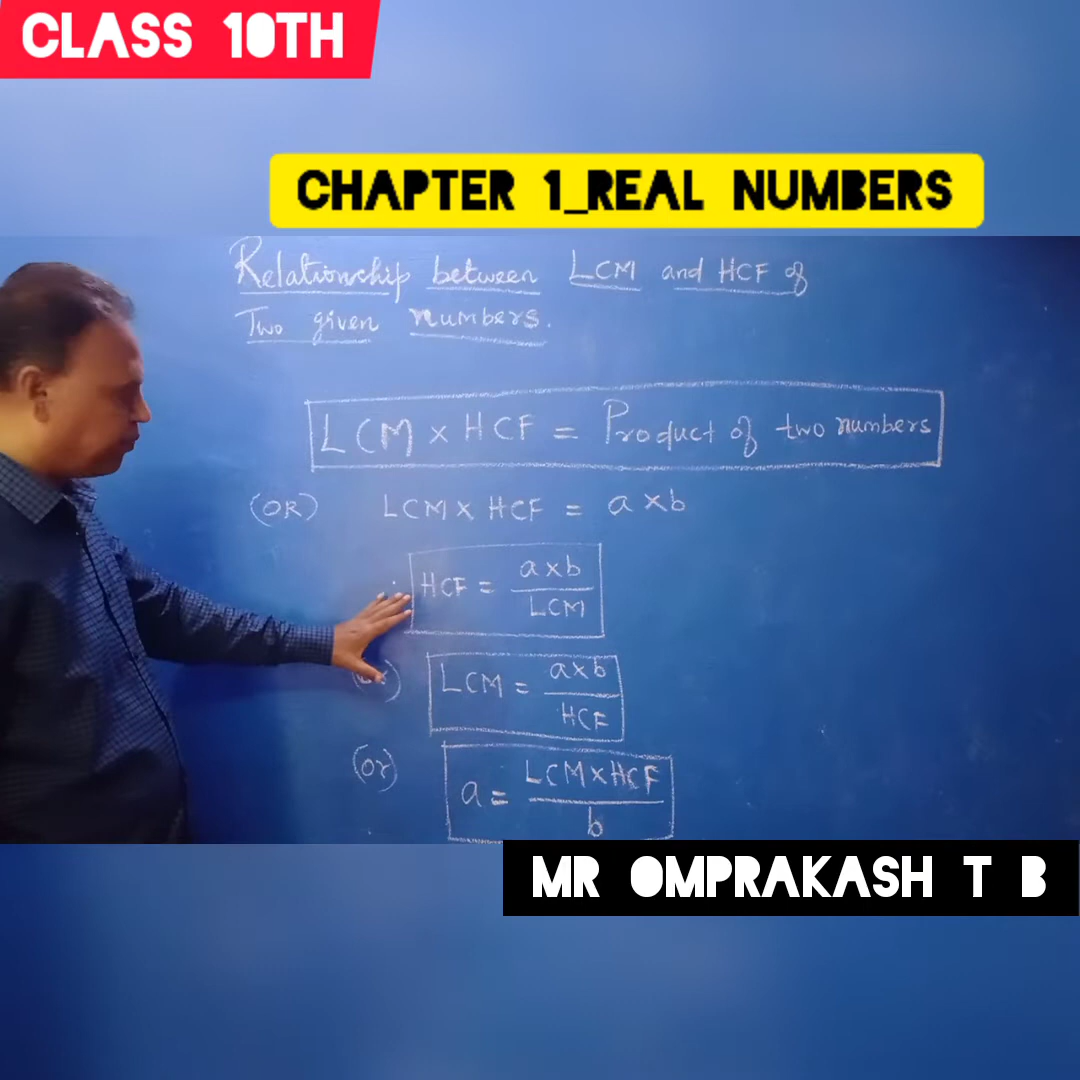 CLASS 10TH
CHAPTER 1_REAL NUMBERS
Relationship between LCM and HCF of
Two given numbers.
LCM × HCF = Product of two numbers
(OR) LCM × HCF = a × b
HCF = a × b / LCM
LCM = a × b / HCF
(Or) a = LCM × HCF / b
MR OMPRAKASH T B